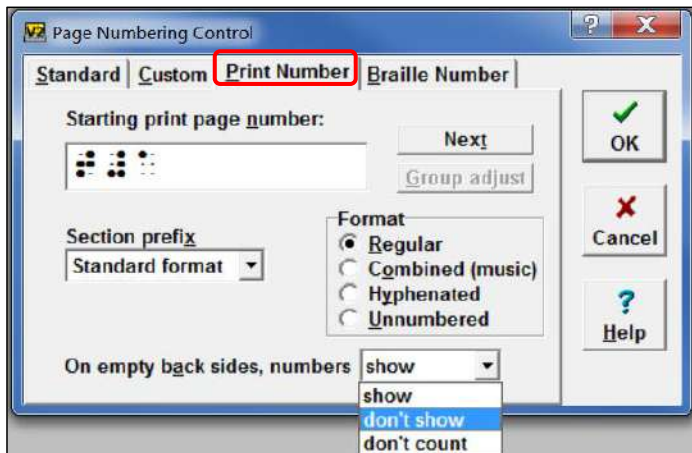 V2 Page Numbering Control
Standard Custom Print Number Braille Number
Starting print page number:
Next
OK
Group adjust
Format
Section prefix
Regular
Cancel
Standard format
Combined (music)
Hyphenated
Unnumbered
Help
On empty back sides, numbers show
show
don't show
don't count